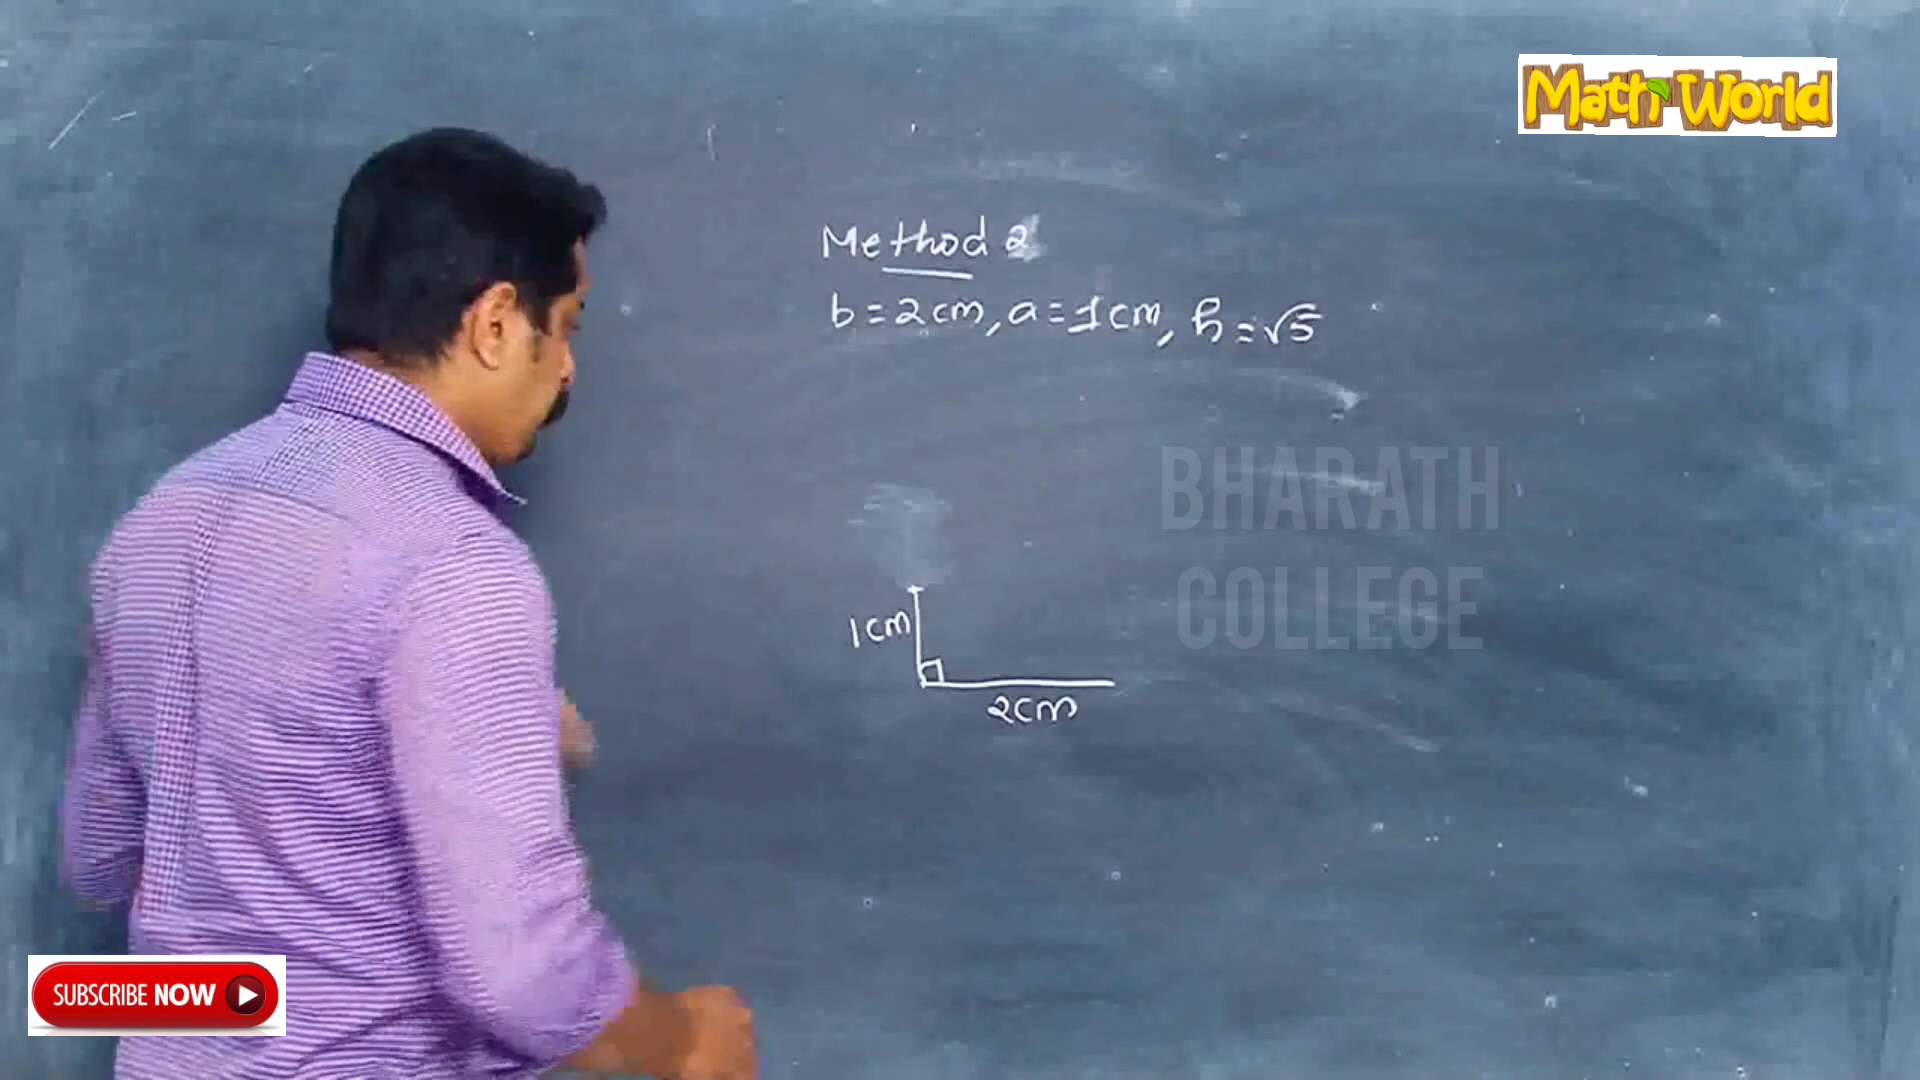 Math World
Method 2
b = 2cm, a = 1cm, h = √5
BHARATH
COLLEGE
1cm
2cm
SUBSCRIBE NOW